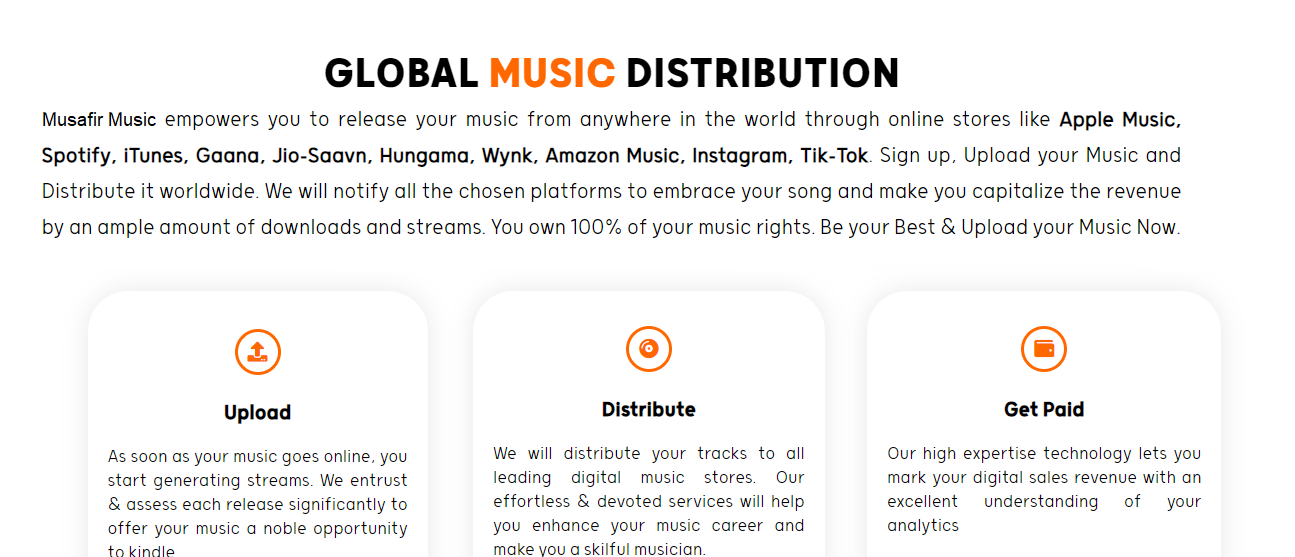 GLOBAL MUSIC DISTRIBUTION
Musafir Music empowers you to release your music from anywhere in the world through online stores like Apple Music,
Spotify, iTunes, Gaana, Jio-Saavn, Hungama, Wynk, Amazon Music, Instagram, Tik-Tok. Sign up, Upload your Music and
Distribute it worldwide. We will notify all the chosen platforms to embrace your song and make you capitalize the revenue
by an ample amount of downloads and streams. You own 100% of your music rights. Be your Best & Upload your Music Now.
Upload
As soon as your music goes online, you
start generating streams. We entrust
& assess each release significantly to
offer your music a noble opportunity
to kindle
Distribute
We will distribute your tracks to all
leading digital music stores. Our
effortless & devoted services will help
you enhance your music career and
make you a skilful musician.
Get Paid
Our high expertise technology lets you
mark your digital sales revenue with an
excellent understanding of your
analytics